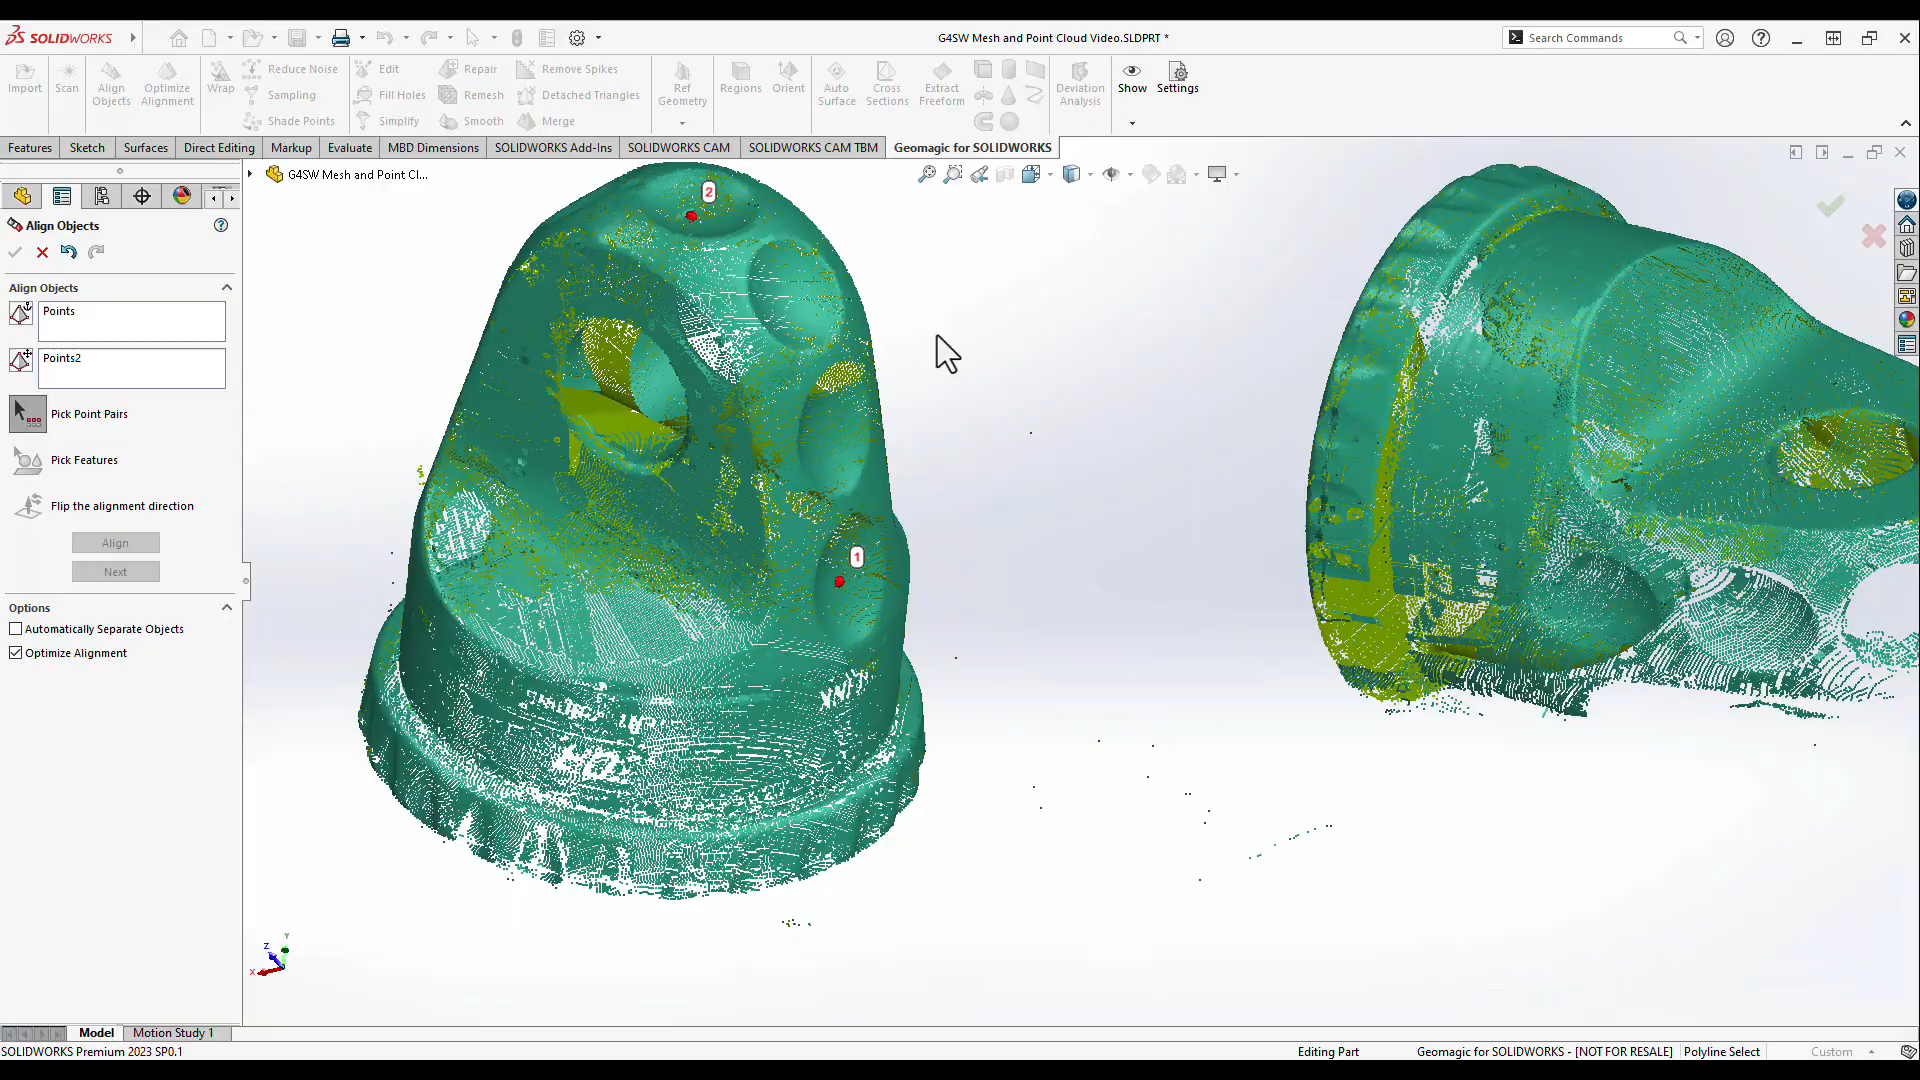 SOLIDWORKS
G4SW Mesh and Point Cloud Video.SLDPRT *
Search Commands
Import
Scan
Align Objects
Optimize Alignment
Wrap
Reduce Noise
Sampling
Shade Points
Edit
Fill Holes
Simplify
Repair
Remesh
Smooth
Remove Spikes
Detached Triangles
Merge
Ref Geometry
Regions
Orient
Auto Surface
Cross Sections
Extract Freeform
Deviation Analysis
Show
Settings
Features
Sketch
Surfaces
Direct Editing
Markup
Evaluate
MBD Dimensions
SOLIDWORKS Add-Ins
SOLIDWORKS CAM
SOLIDWORKS CAM TBM
Geomagic for SOLIDWORKS
G4SW Mesh and Point Cl...
Align Objects
Align Objects
Points
Points2
Pick Point Pairs
Pick Features
Flip the alignment direction
Align
Next
Options
Automatically Separate Objects
Optimize Alignment
2
1
Y
Z
X
Model
Motion Study 1
SOLIDWORKS Premium 2023 SP0.1
Editing Part
Geomagic for SOLIDWORKS - [NOT FOR RESALE]
Polyline Select
Custom